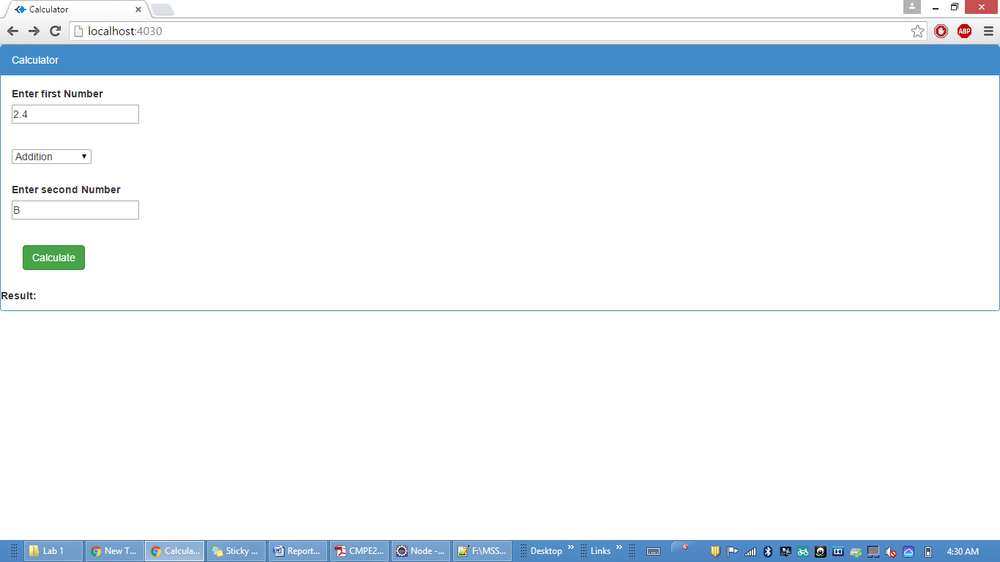 Calculator
localhost:4030
ABP
Calculator
Enter first Number
2.4
Addition
Enter second Number
B
Calculate
Result:
Lab 1
New T...
Calcula...
Sticky ...
Report...
CMPE2...
Node -...
F:\MSS...
Desktop
Links
4:30 AM